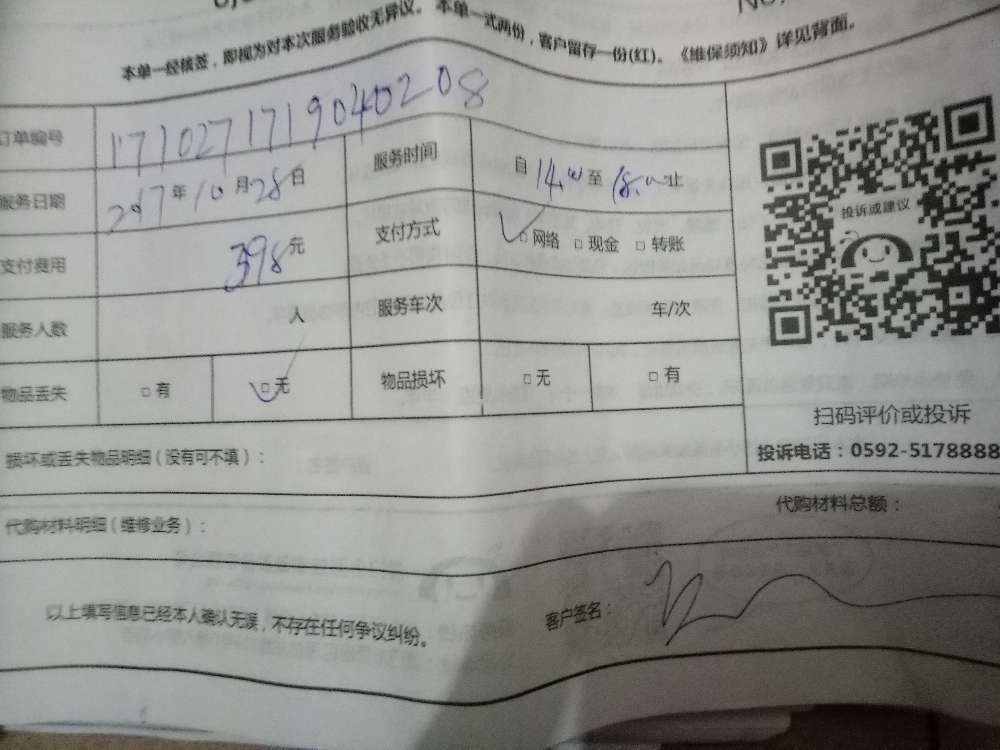 本单一经核签，即视为对本次服务验收无异议。本单一式两份，客户留存一份(红)。《维保须知》详见背面。
订单编号 1710271719040208
服务日期 2017年10月28日 服务时间 自14:00至18:00止
支付费用 398元 支付方式 □网络 □现金 □转账
服务人数 人 服务车次 车/次
物品丢失 □有 □无 物品损坏 □无 □有
投诉或建议
扫码评价或投诉
投诉电话：0592-5178888
损坏或丢失物品明细（没有可不填）：
代购材料明细（维修业务）： 代购材料总额：
以上填写信息已经本人确认无误，不存在任何争议纠纷。 客户签名：